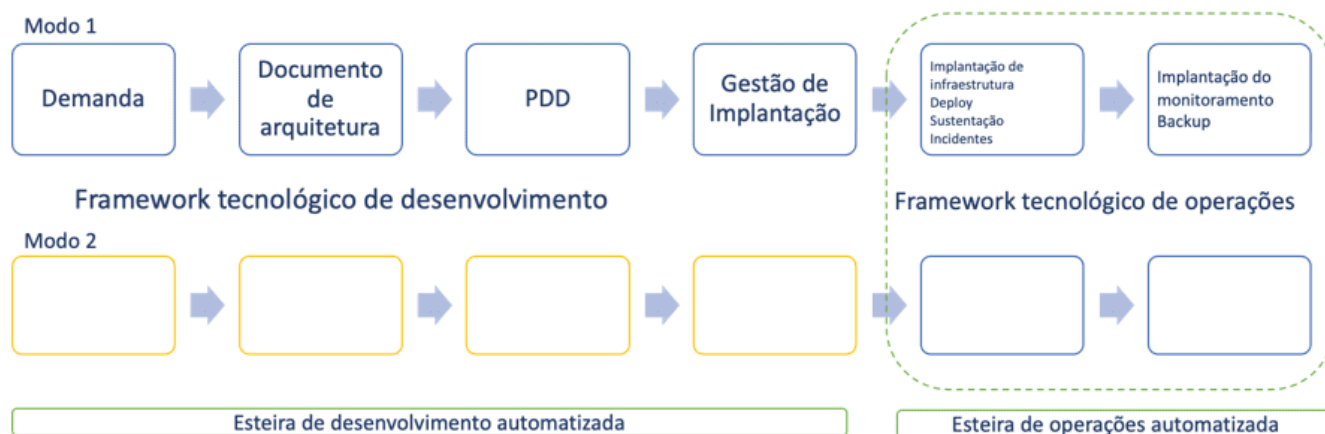 Modo 1
Demanda
Documento
de
arquitetura
PDD
Gestão de
Implantação
Implantação de
infraestrutura
Deploy
Sustentação
Incidentes
Implantação do
monitoramento
Backup
Framework tecnológico de desenvolvimento
Framework tecnológico de operações
Modo 2
Esteira de desenvolvimento automatizada
Esteira de operações automatizada